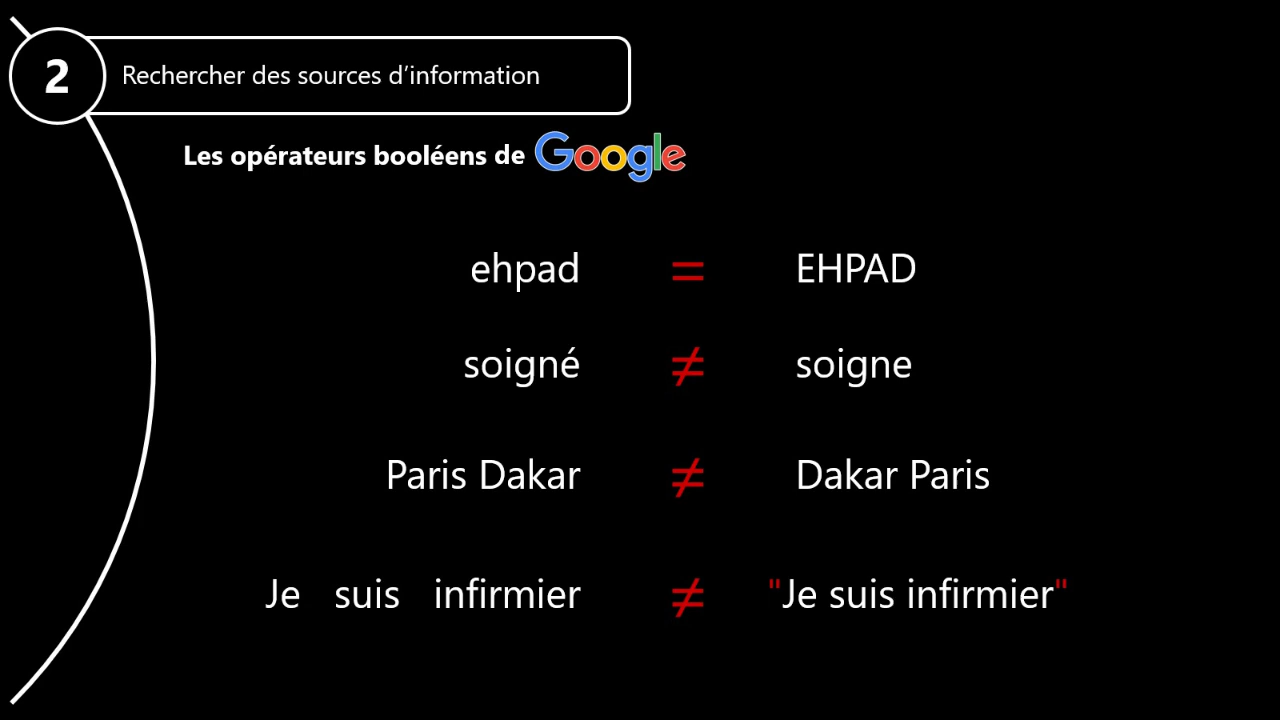 2
Rechercher des sources d’information
Les opérateurs booléens de Google
ehpad = EHPAD
soigné ≠ soigne
Paris Dakar ≠ Dakar Paris
Je suis infirmier ≠ "Je suis infirmier"